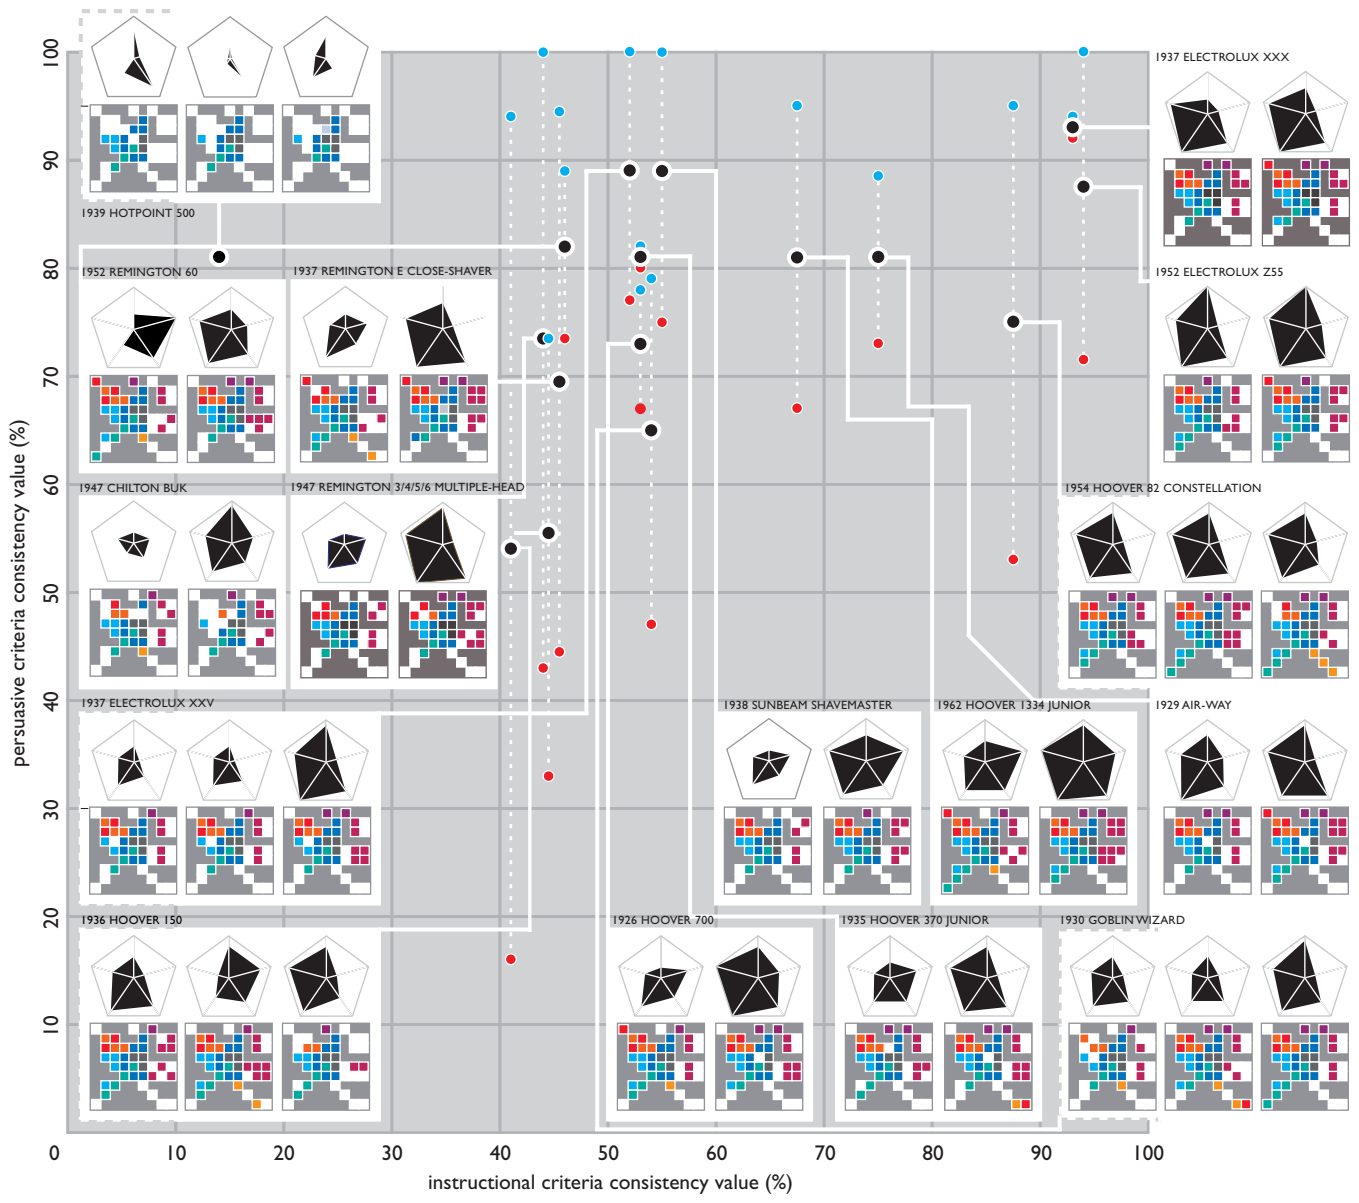 1939 HOTPOINT 500
1937 ELECTROLUX XXX
1952 REMINGTON 60
1937 REMINGTON E CLOSE-SHAVER
1952 ELECTROLUX Z55
1947 CHILTON BUK
1947 REMINGTON 3/4/5/6 MULTIPLE-HEAD
1954 HOOVER 82 CONSTELLATION
1937 ELECTROLUX XXV
1938 SUNBEAM SHAVEMASTER
1962 HOOVER 1334 JUNIOR
1929 AIR-WAY
1936 HOOVER 150
1926 HOOVER 700
1935 HOOVER 370 JUNIOR
1930 GOBLIN WIZARD
100
90
80
70
60
50
40
30
20
10
persuasive criteria consistency value (%)
0 10 20 30 40 50 60 70 80 90 100
instructional criteria consistency value (%)